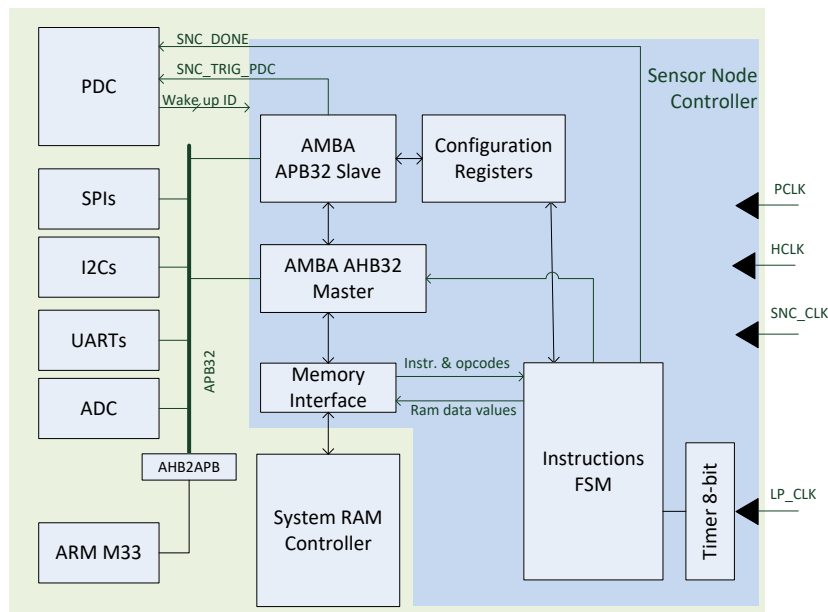 SNC_DONE
SNC_TRIG_PDC
PDC
Wake up ID
Sensor Node
Controller
AMBA
APB32 Slave
Configuration
Registers
SPIs
PCLK
I2Cs
AMBA AHB32
Master
HCLK
UARTs
SNC_CLK
APB32
Memory
Interface
Instr. & opcodes
Ram data values
ADC
AHB2APB
Instructions
FSM
Timer 8-bit
LP_CLK
System RAM
Controller
ARM M33